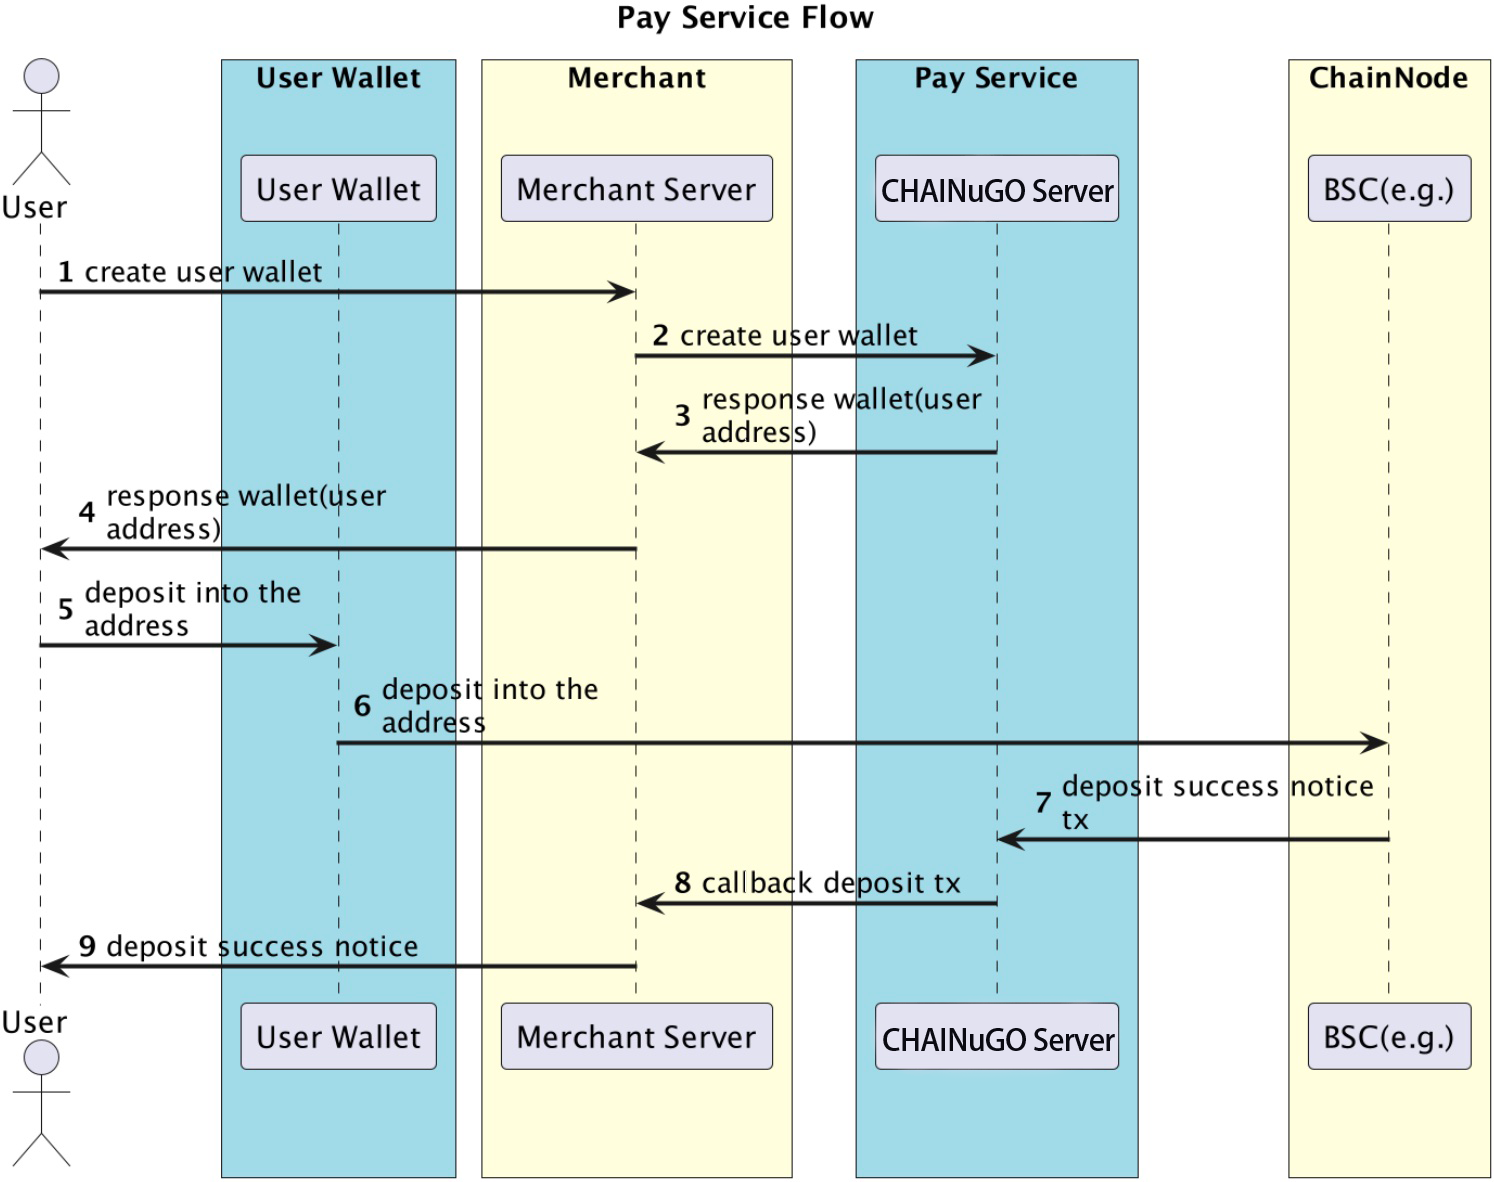 Pay Service Flow
User Wallet
Merchant
Pay Service
ChainNode
User
User Wallet
Merchant Server
CHAINuGO Server
BSC(e.g.)
1 create user wallet
2 create user wallet
3 response wallet(user
address)
4 response wallet(user
address)
5 deposit into the
address
6 deposit into the
address
7 deposit success notice
tx
8 callback deposit tx
9 deposit success notice
User
User Wallet
Merchant Server
CHAINuGO Server
BSC(e.g.)